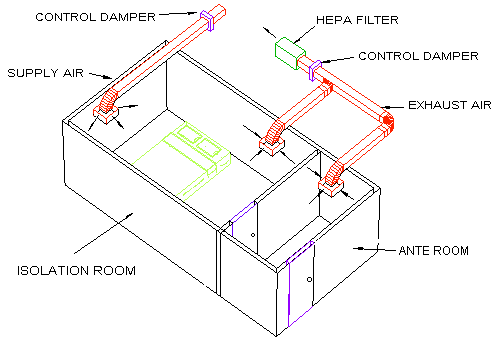 CONTROL DAMPER
HEPA FILTER
CONTROL DAMPER
SUPPLY AIR
EXHAUST AIR
ANTE ROOM
ISOLATION ROOM